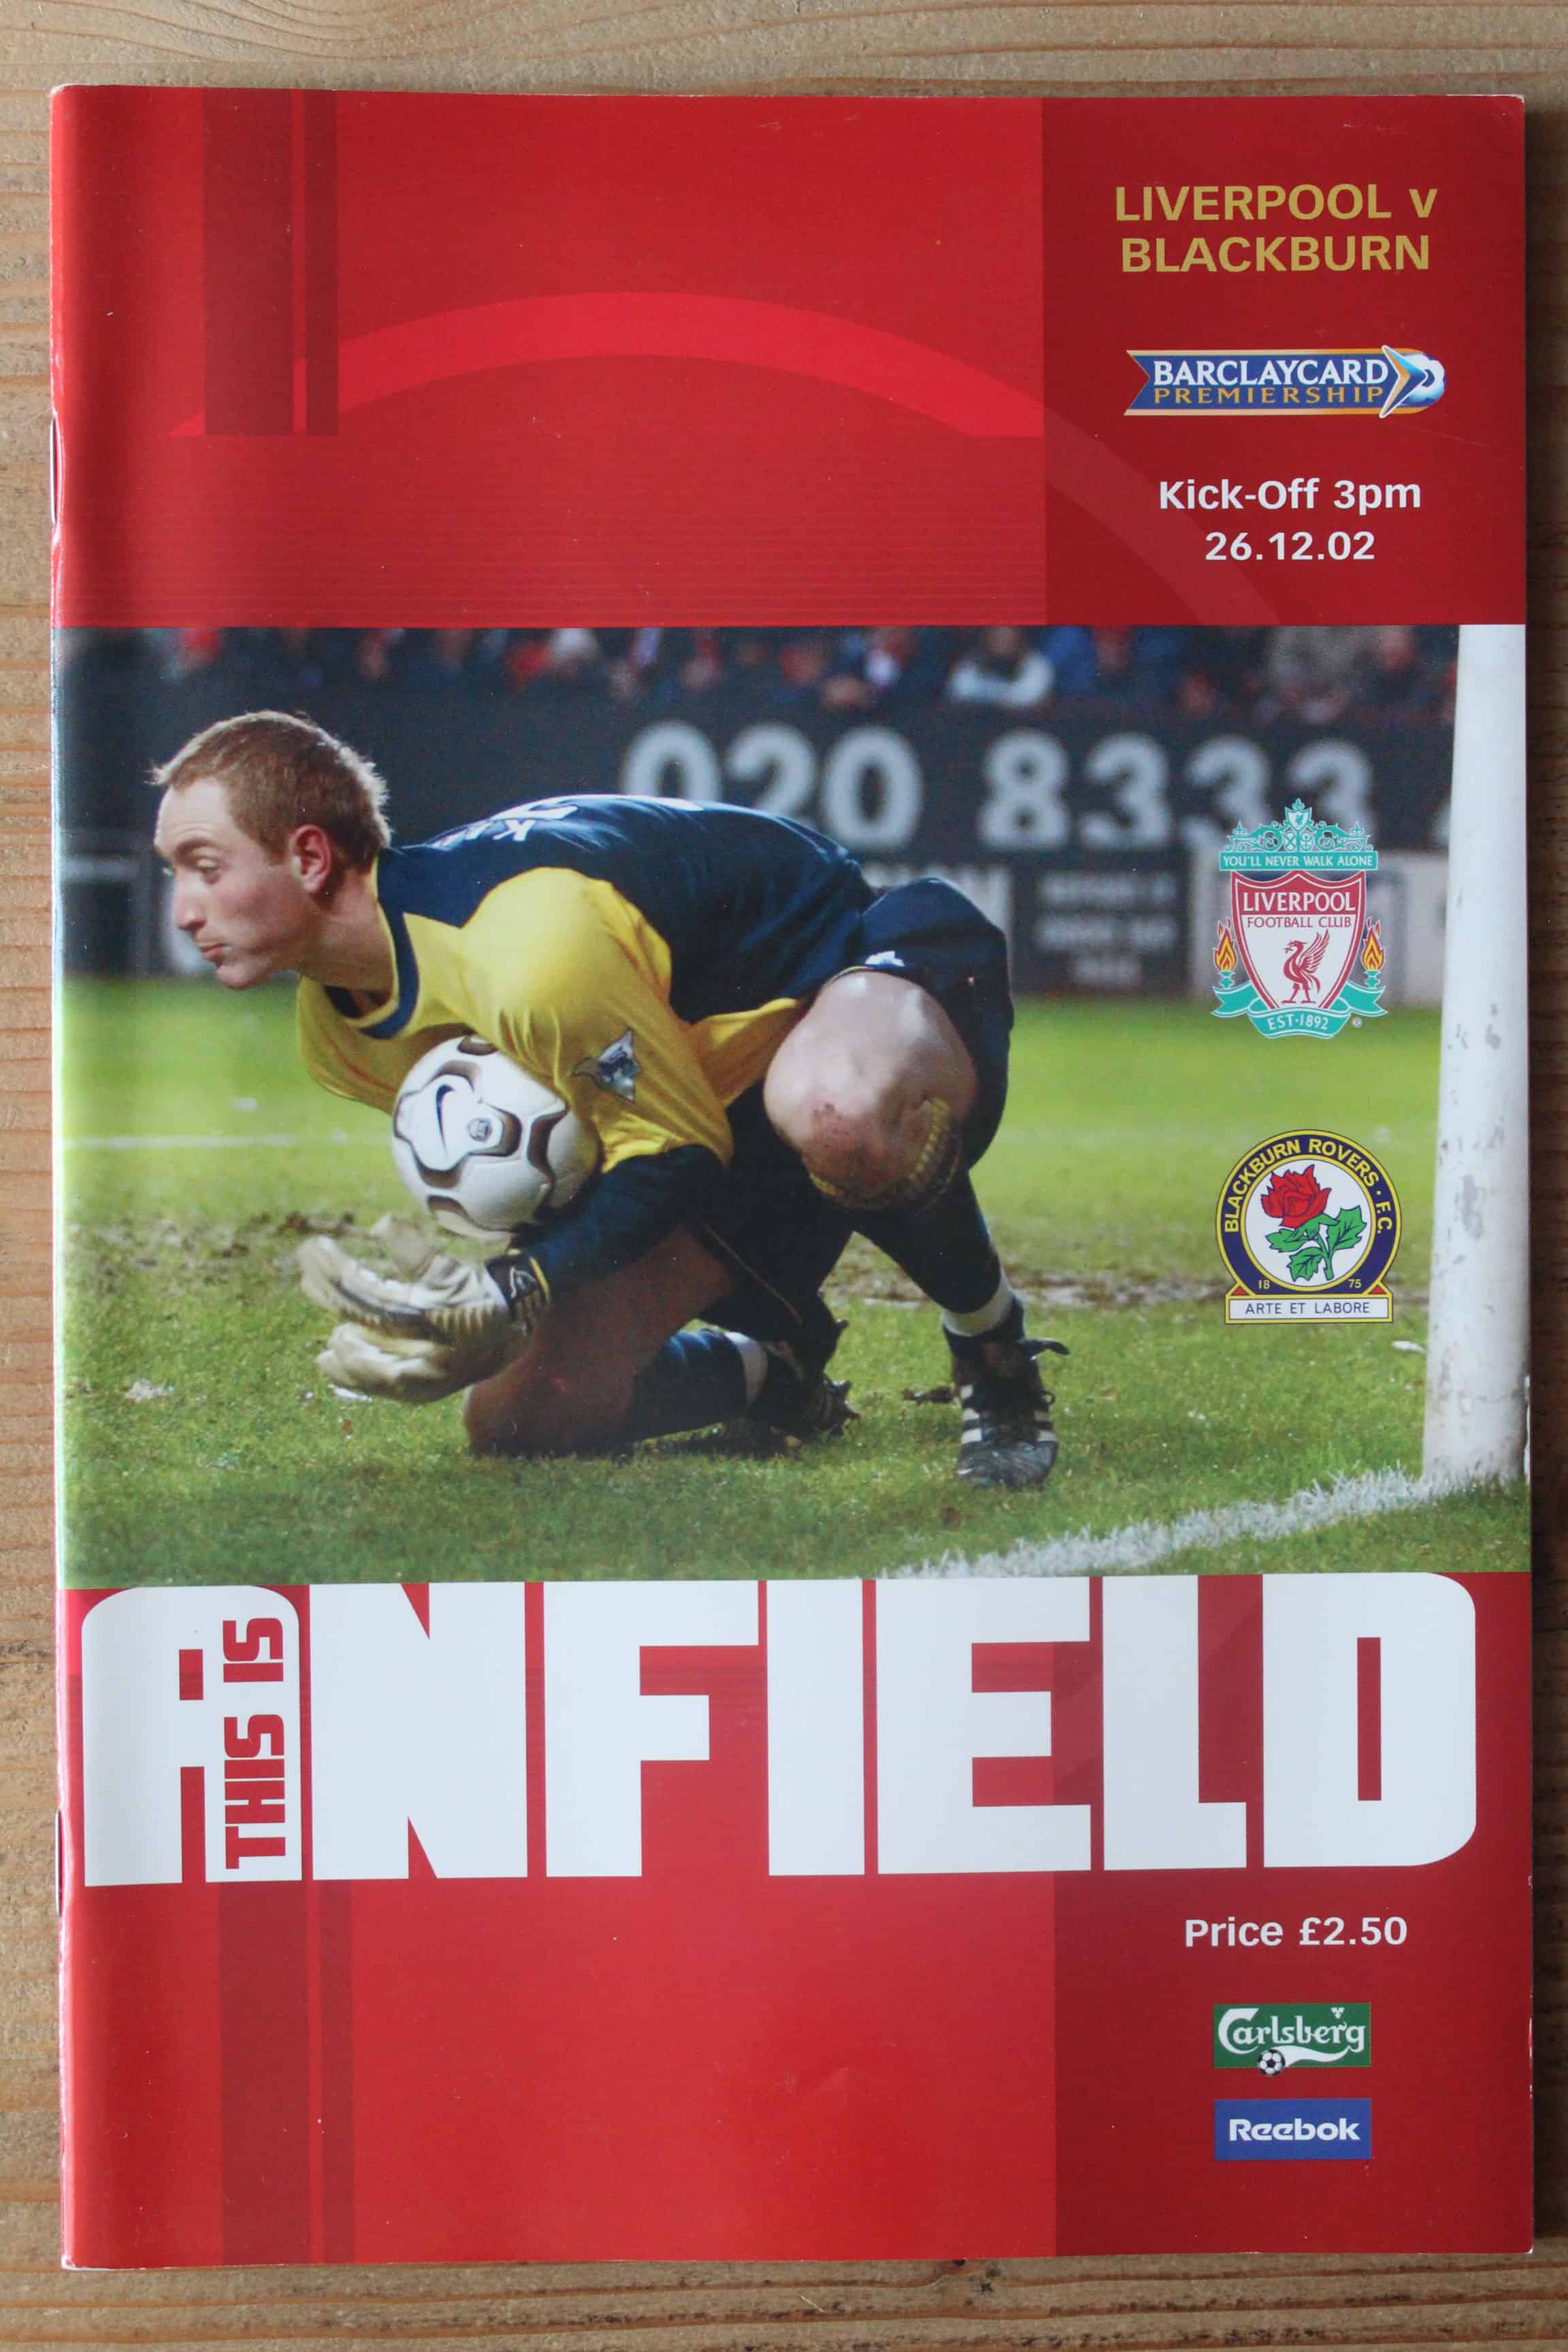 LIVERPOOL v
BLACKBURN
BARCLAYCARD
PREMIERSHIP
Kick-Off 3pm
26.12.02
020 8333
YOU'LL NEVER WALK ALONE
LIVERPOOL
FOOTBALL CLUB
EST·1892
BLACKBURN ROVERS · F.C.
18 75
ARTE ET LABORE
THIS IS
ANFIELD
Price £2.50
Carlsberg
Reebok